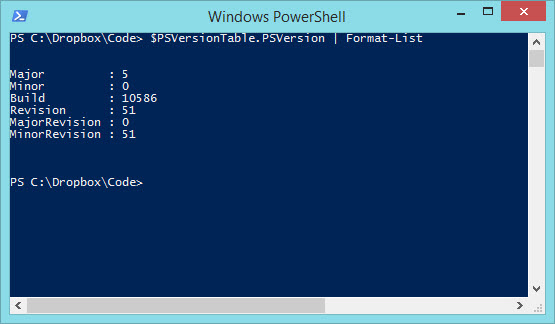 Windows PowerShell
PS C:\Dropbox\Code> $PSVersionTable.PSVersion | Format-List
Major         : 5
Minor         : 0
Build         : 10586
Revision      : 51
MajorRevision : 0
MinorRevision : 51
PS C:\Dropbox\Code>